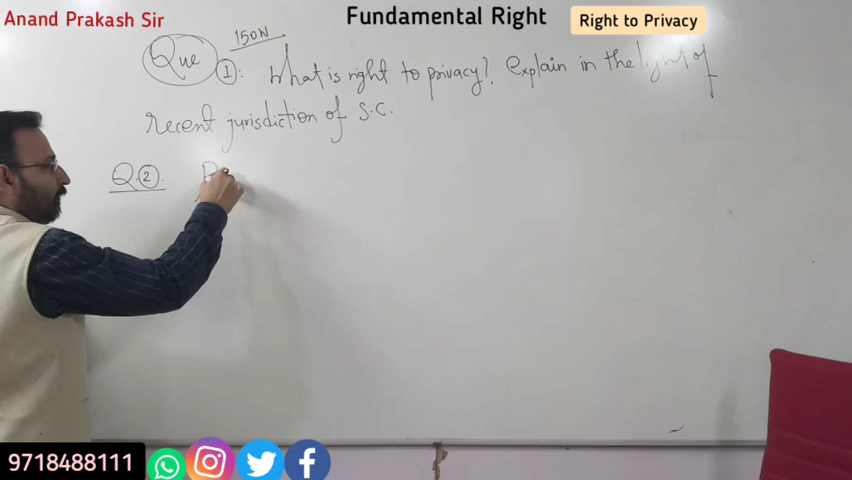 Anand Prakash Sir
Fundamental Right
Right to Privacy
150W
Que
①: What is right to privacy? Explain in the light of
recent jurisdiction of S.C.
Q.②
9718488111